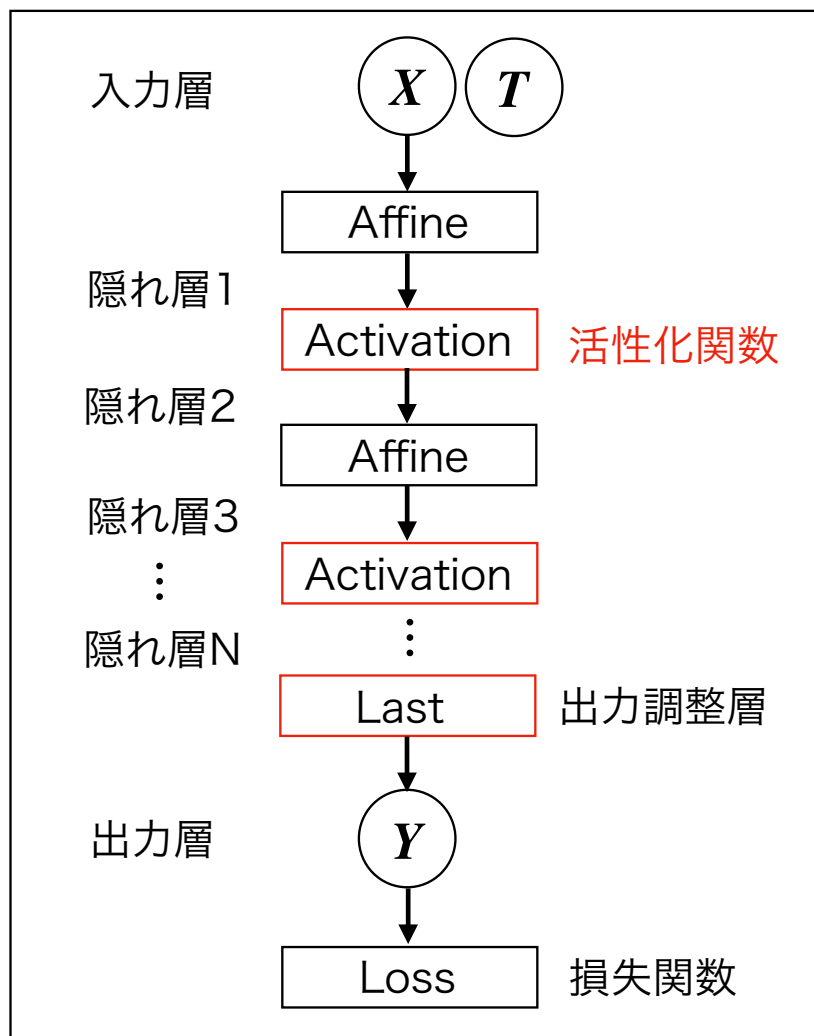 入力層 X T
Affine
隠れ層1
Activation 活性化関数
隠れ層2
Affine
隠れ層3
Activation
⋮
⋮
隠れ層N
Last 出力調整層
出力層 Y
Loss 損失関数